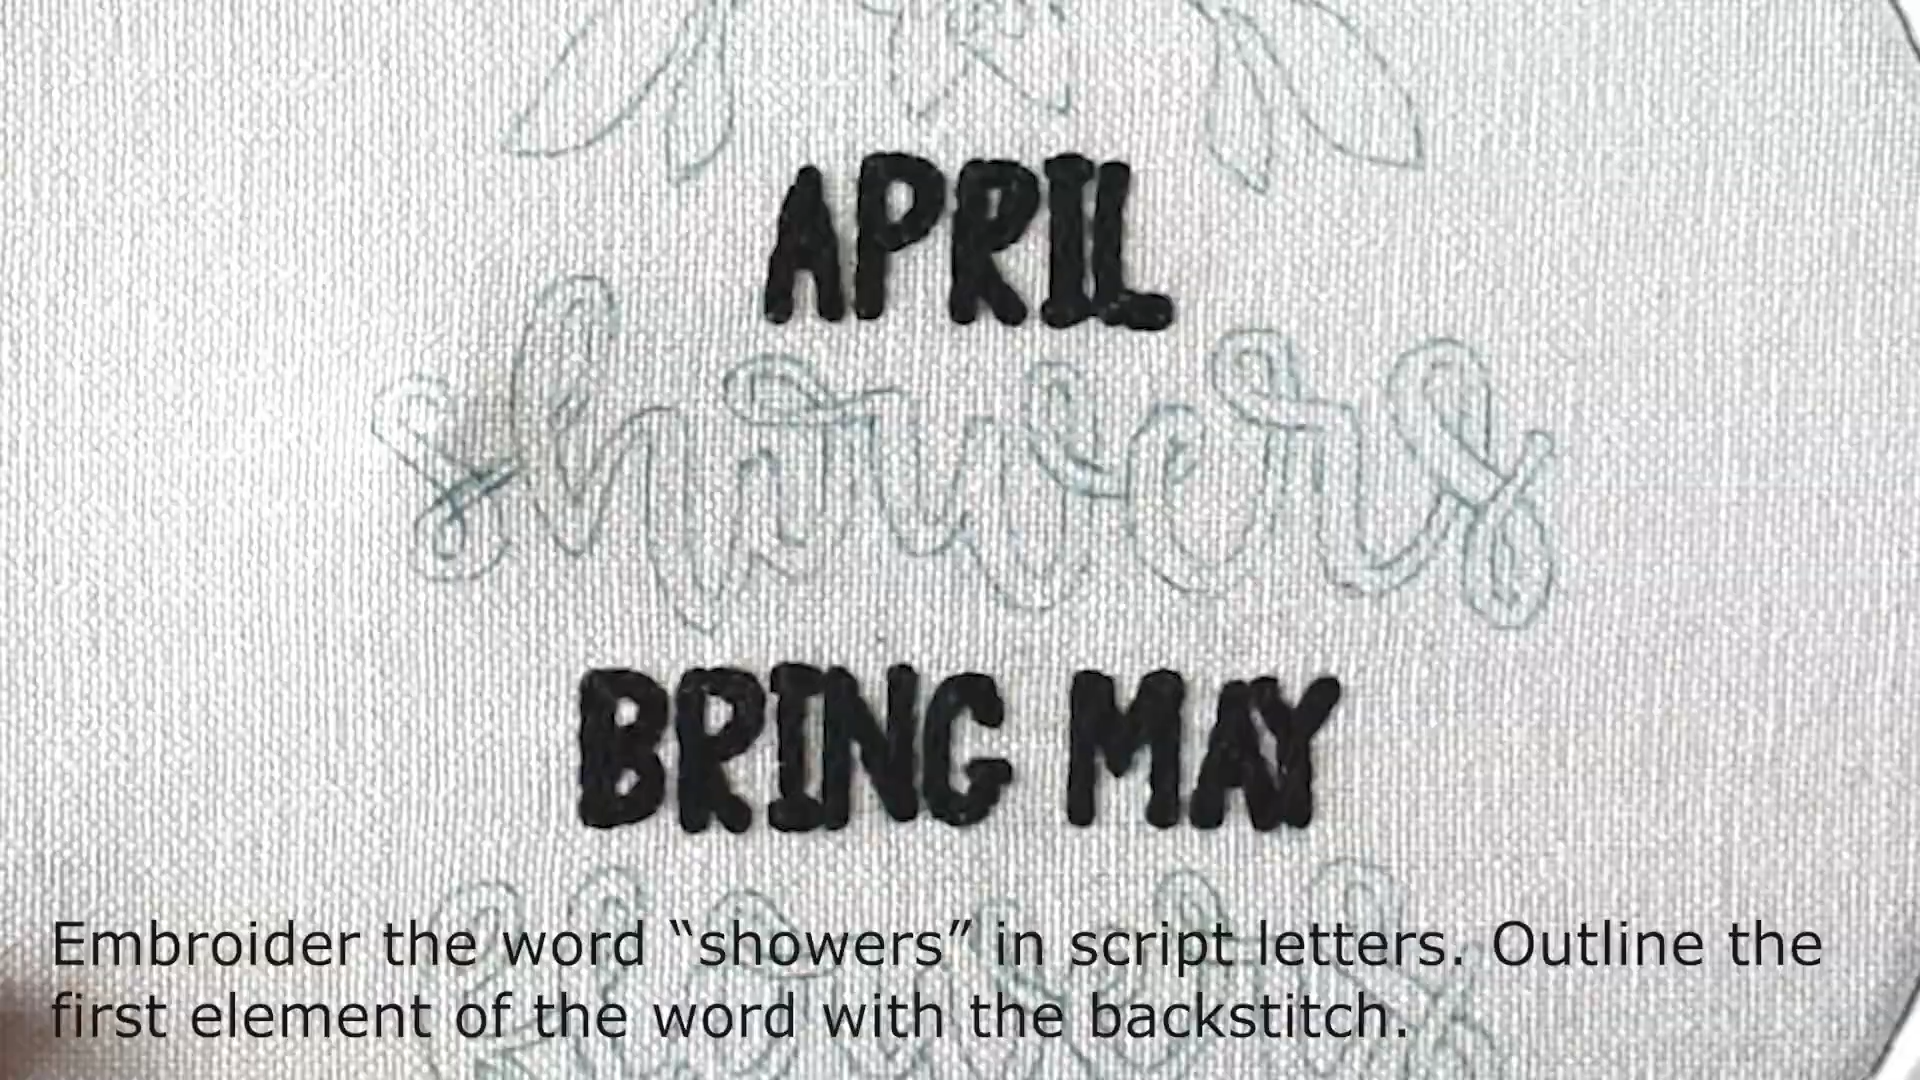 APRIL
showers
BRING MAY
Embroider the word “showers” in script letters. Outline the
first element of the word with the backstitch.